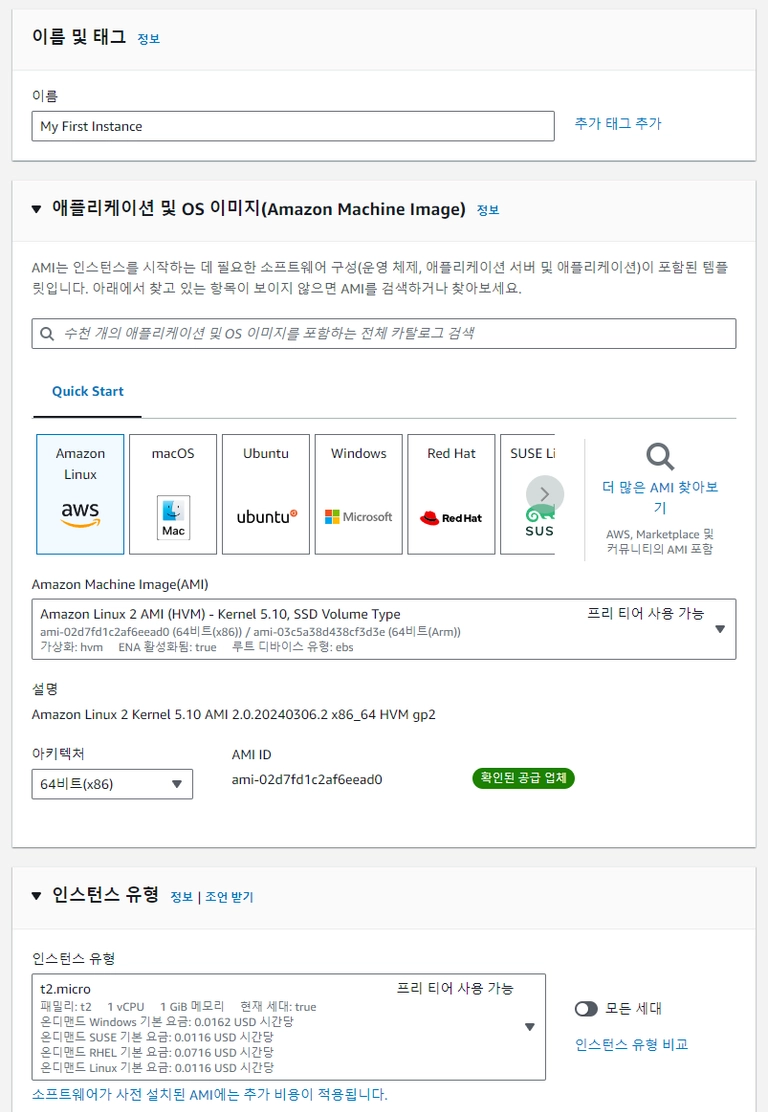 이름 및 태그 정보
이름
My First Instance
추가 태그 추가
▼ 애플리케이션 및 OS 이미지(Amazon Machine Image) 정보
AMI는 인스턴스를 시작하는 데 필요한 소프트웨어 구성(운영 체제, 애플리케이션 서버 및 애플리케이션)이 포함된 템플
릿입니다. 아래에서 찾고 있는 항목이 보이지 않으면 AMI를 검색하거나 찾아보세요.
수천 개의 애플리케이션 및 OS 이미지를 포함하는 전체 카탈로그 검색
Quick Start
Amazon
Linux
aws
macOS
Mac
Ubuntu
ubuntu
Windows
Microsoft
Red Hat
Red Hat
SUSE Li
SUS
더 많은 AMI 찾아보
기
AWS, Marketplace 및
커뮤니티의 AMI 포함
Amazon Machine Image(AMI)
Amazon Linux 2 AMI (HVM) - Kernel 5.10, SSD Volume Type 프리 티어 사용 가능
ami-02d7fd1c2af6eead0 (64비트(x86)) / ami-03c5a38d438cf3d3e (64비트(Arm))
가상화: hvm ENA 활성화됨: true 루트 디바이스 유형: ebs
설명
Amazon Linux 2 Kernel 5.10 AMI 2.0.20240306.2 x86_64 HVM gp2
아키텍처 AMI ID
64비트(x86) ami-02d7fd1c2af6eead0 확인된 공급 업체
▼ 인스턴스 유형 정보 | 조언 받기
인스턴스 유형
t2.micro 프리 티어 사용 가능
패밀리: t2 1 vCPU 1 GiB 메모리 현재 세대: true
온디맨드 Windows 기본 요금: 0.0162 USD 시간당
온디맨드 SUSE 기본 요금: 0.0116 USD 시간당
온디맨드 RHEL 기본 요금: 0.0716 USD 시간당
온디맨드 Linux 기본 요금: 0.0116 USD 시간당
모든 세대
인스턴스 유형 비교
소프트웨어가 사전 설치된 AMI에는 추가 비용이 적용됩니다.